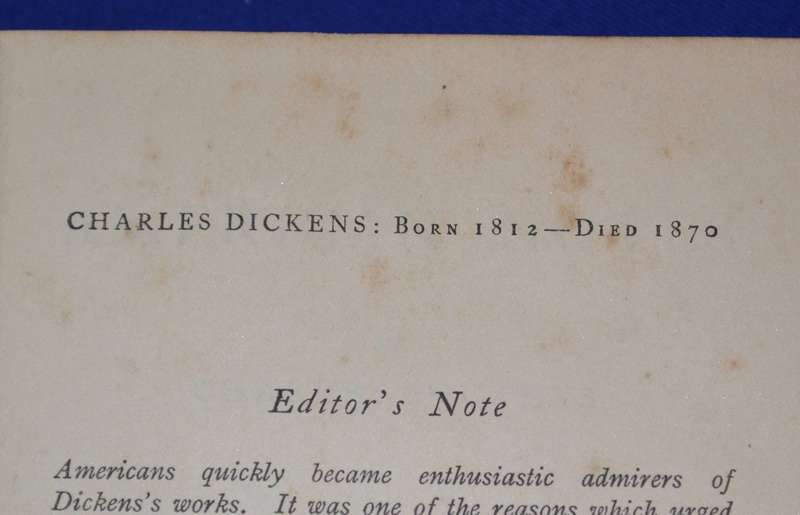 CHARLES DICKENS: BORN 1812—DIED 1870
Editor's Note
Americans quickly became enthusiastic admirers of
Dickens's works. It was one of the reasons which urged